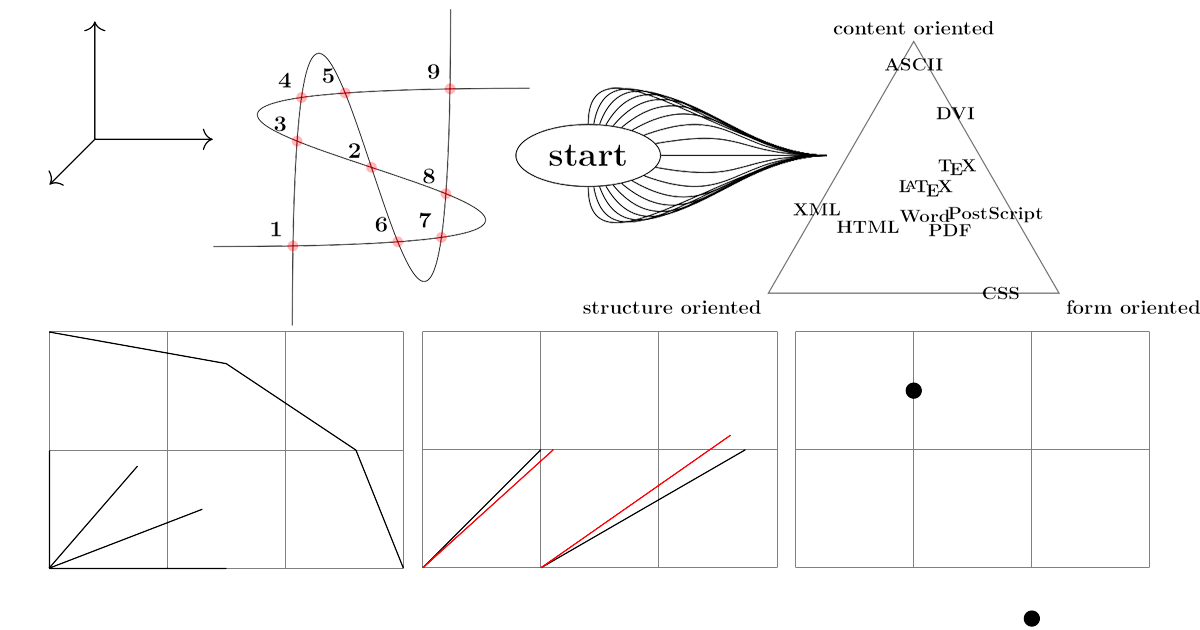 1
2
3
4
5
6
7
8
9
start
content oriented
ASCII
DVI
TEX
LATEX
XML
HTML
Word
PostScript
PDF
CSS
structure oriented
form oriented